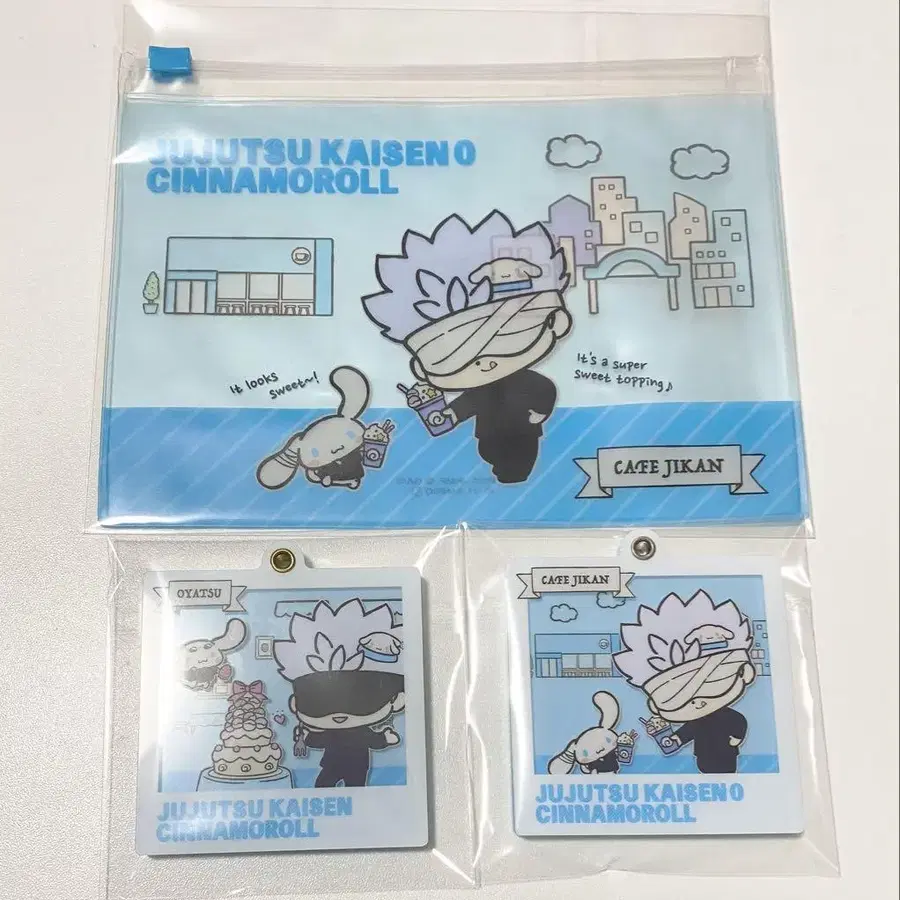 JUJUTSU KAISEN 0
CINNAMOROLL
It looks
sweet~!
It's a super
sweet topping♪
CAFE JIKAN
OYATSU
JUJUTSU KAISEN
CINNAMOROLL
CAFE JIKAN
JUJUTSU KAISEN 0
CINNAMOROLL